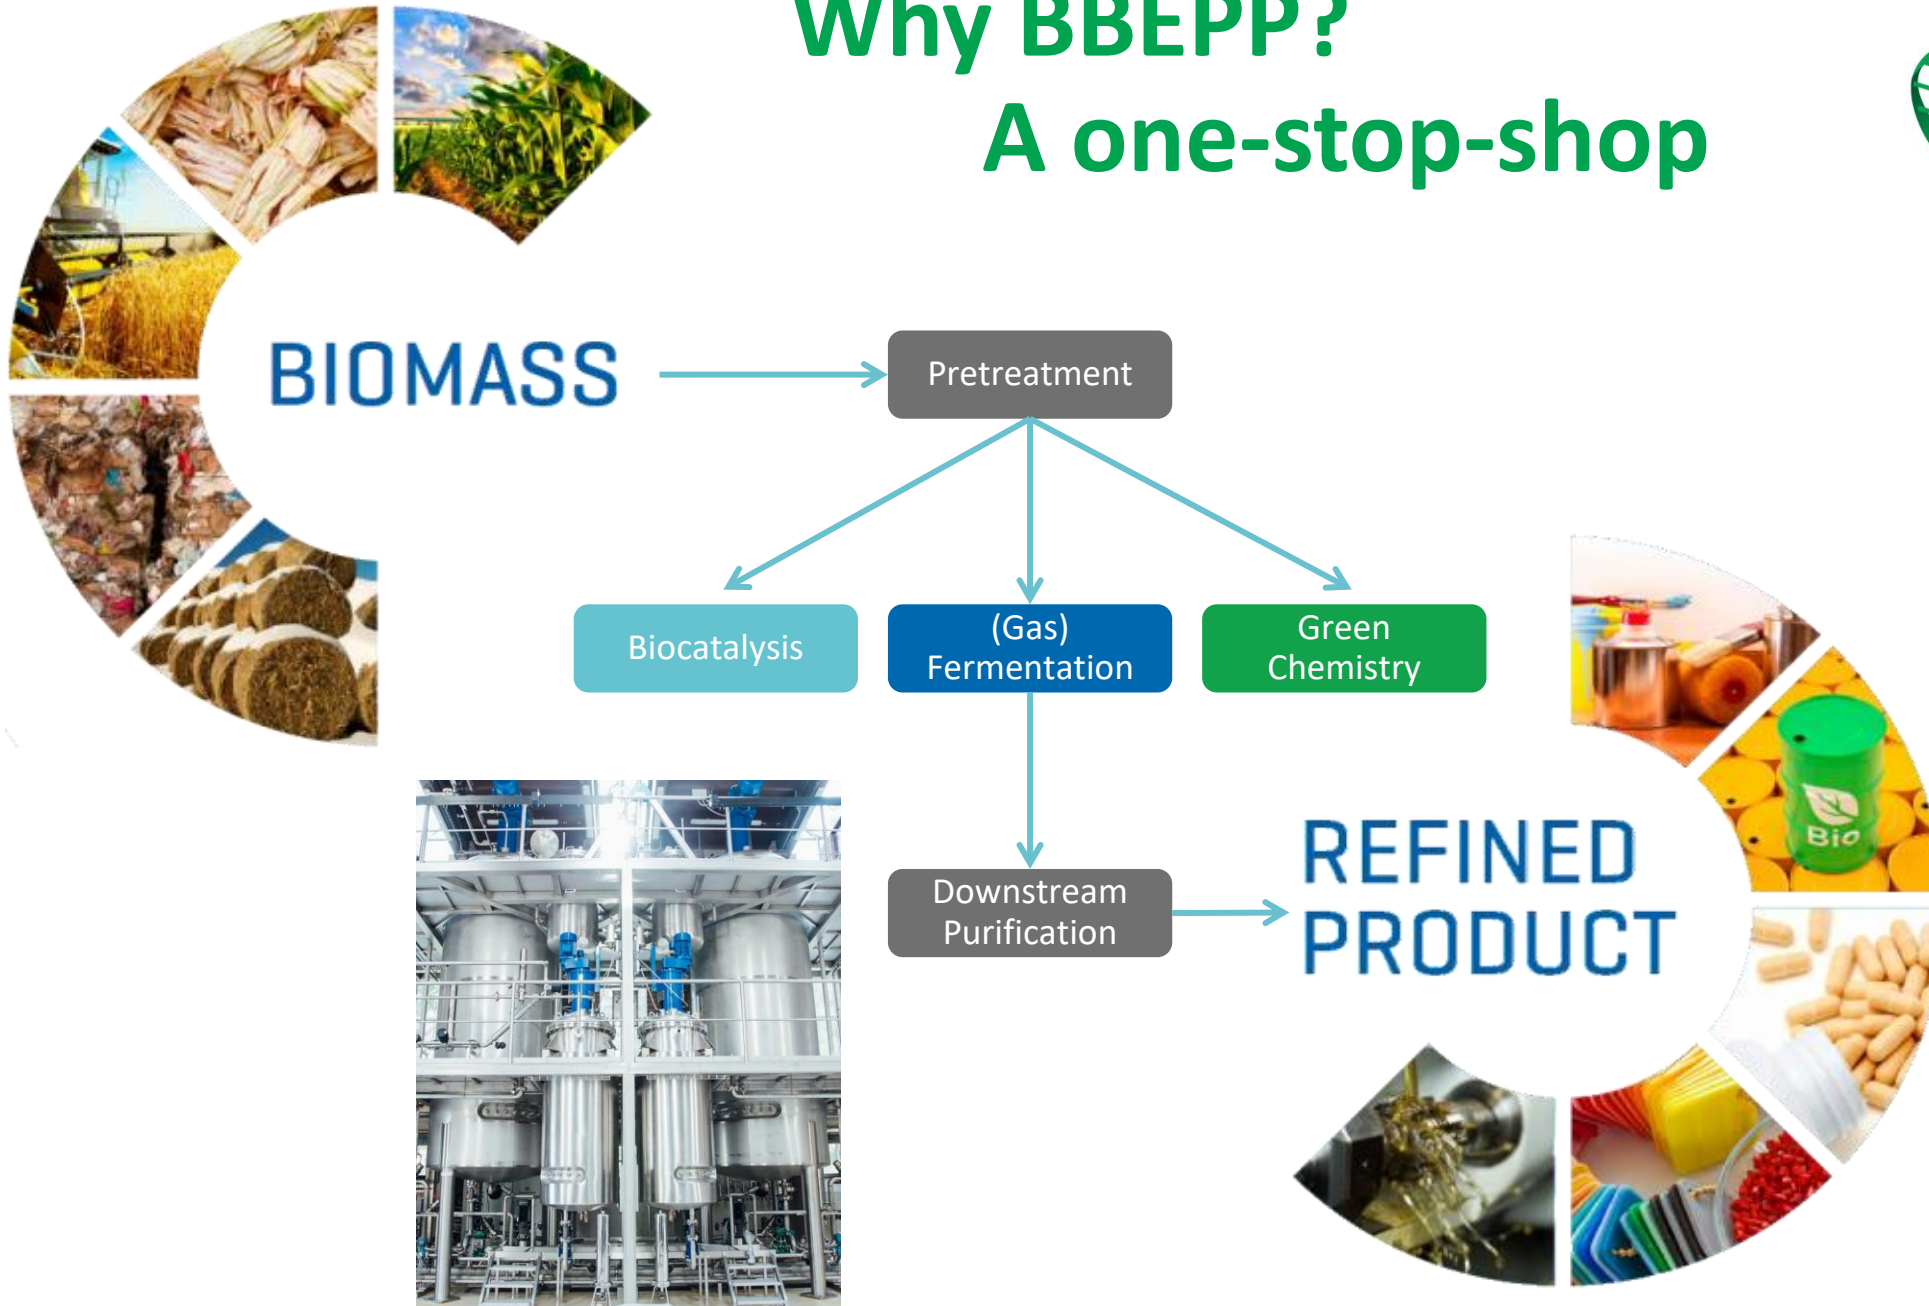 Why BBEPP?
A one-stop-shop
BIOMASS
Pretreatment
Biocatalysis
(Gas)
Fermentation
Green
Chemistry
Bio
Downstream
Purification
REFINED
PRODUCT